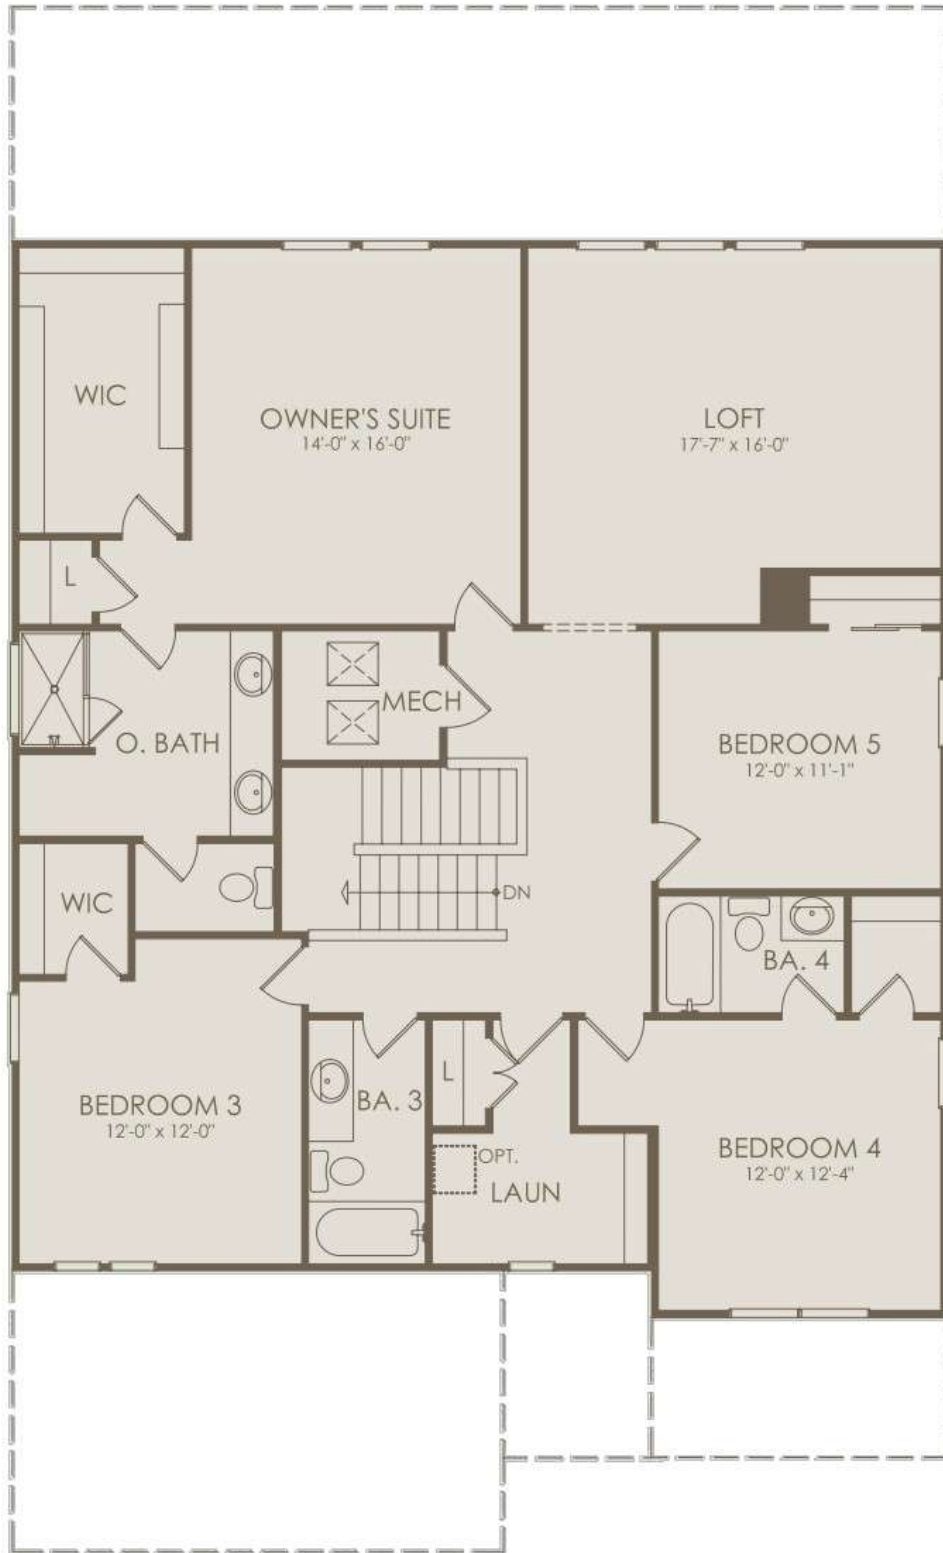 WIC
OWNER'S SUITE
14'-0" x 16'-0"
LOFT
17'-7" x 16'-0"
L
MECH
O. BATH
BEDROOM 5
12'-0" x 11'-1"
WIC
DN
BA. 4
BEDROOM 3
12'-0" x 12'-0"
BA. 3
L
OPT.
LAUN
BEDROOM 4
12'-0" x 12'-4"